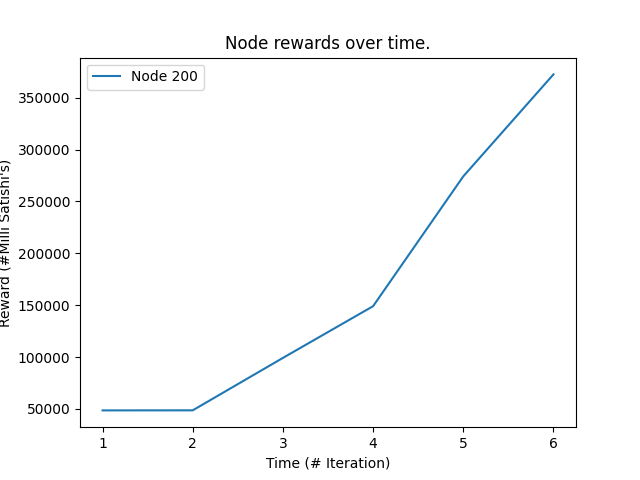 Node rewards over time.
Node 200
350000
300000
250000
200000
150000
100000
50000
Reward (#Milli Satishi's)
1 2 3 4 5 6
Time (# Iteration)